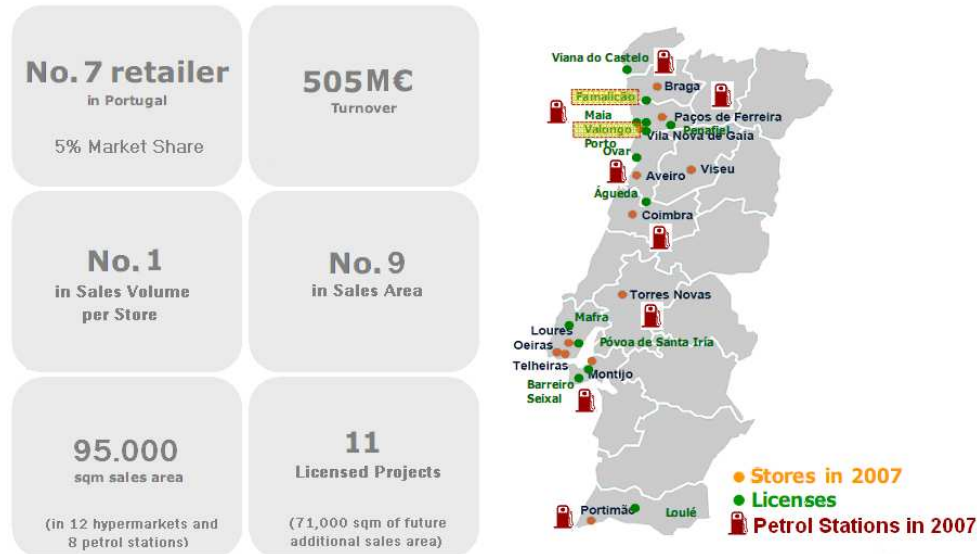 No. 7 retailer
in Portugal
5% Market Share
505M€
Turnover
No. 1
in Sales Volume
per Store
No. 9
in Sales Area
95.000
sqm sales area
(in 12 hypermarkets and
8 petrol stations)
11
Licensed Projects
(71,000 sqm of future
additional sales area)
Viana do Castelo
Braga
Famalicão
Maia
Paços de Ferreira
Valongo
Penafiel
Vila Nova de Gaia
Porto
Ovar
Aveiro
Viseu
Águeda
Coimbra
Torres Novas
Mafra
Loures
Oeiras
Póvoa de Santa Iria
Telheiras
Montijo
Barreiro
Seixal
Portimão
Loulé
Stores in 2007
Licenses
Petrol Stations in 2007